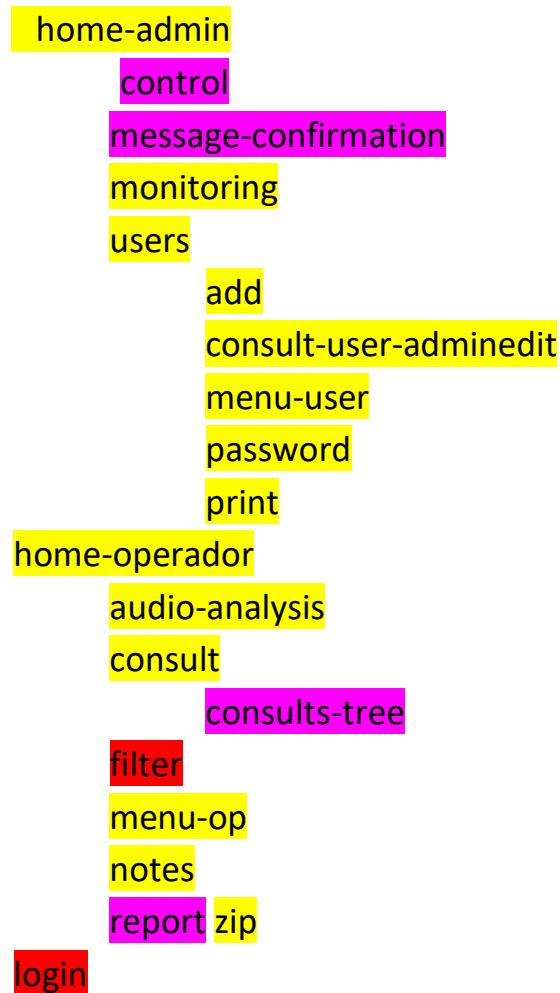 home-admin
control
message-confirmation
monitoring
users
add
consult-user-adminedit
menu-user
password
print
home-operador
audio-analysis
consult
consults-tree
filter
menu-op
notes
report zip
login